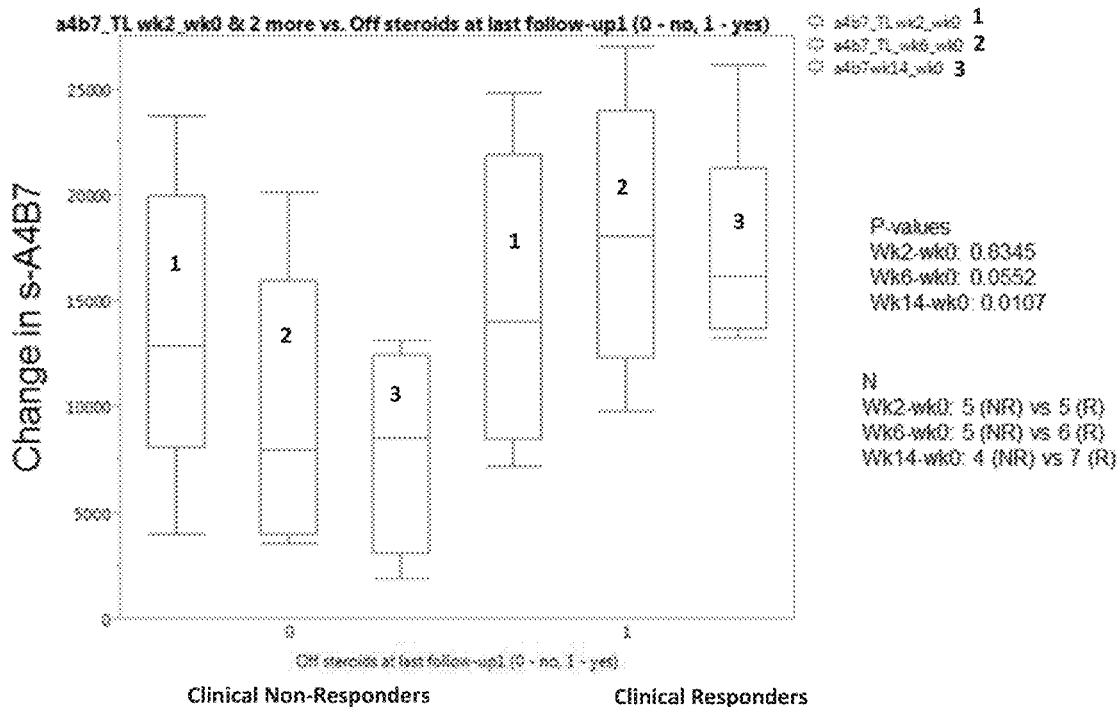 a4b7_TL wk2_wk0 & 2 more vs. Off steroids at last follow-up1 (0 - no, 1 - yes)
a4b7_TL wk2_wk0 1
a4b7_TL_wk6_wk0 2
a4b7wk14_wk0 3
Change in s-A4B7
25000
20000
15000
10000
5000
0
1
2
3
1
2
3
P-values
Wk2-wk0: 0.8345
Wk6-wk0: 0.0552
Wk14-wk0: 0.0107
N
Wk2-wk0: 5 (NR) vs 5 (R)
Wk6-wk0: 5 (NR) vs 6 (R)
Wk14-wk0: 4 (NR) vs 7 (R)
0 1
Off steroids at last follow-up1 (0 - no, 1 - yes)
Clinical Non-Responders Clinical Responders